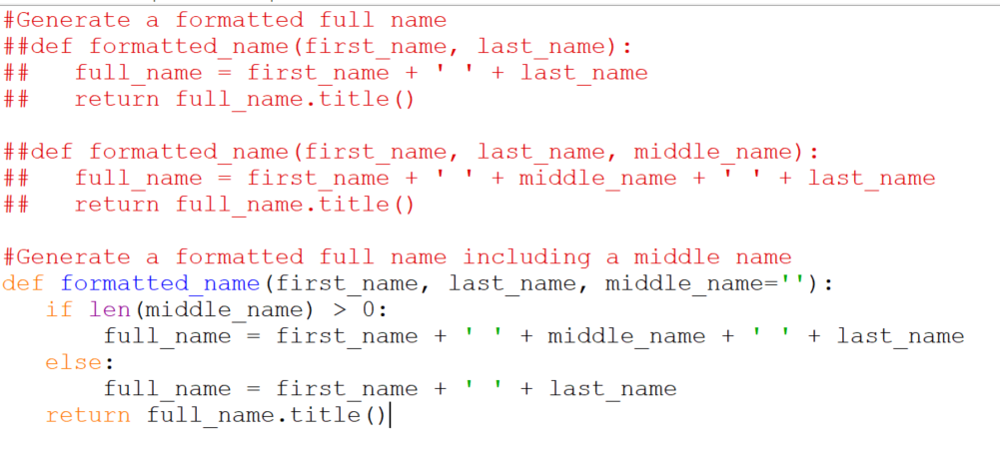 #Generate a formatted full name
##def formatted_name(first_name, last_name):
##   full_name = first_name + ' ' + last_name
##   return full_name.title()

##def formatted_name(first_name, last_name, middle_name):
##   full_name = first_name + ' ' + middle_name + ' ' + last_name
##   return full_name.title()

#Generate a formatted full name including a middle name
def formatted_name(first_name, last_name, middle_name=''):
   if len(middle_name) > 0:
       full_name = first_name + ' ' + middle_name + ' ' + last_name
   else:
       full_name = first_name + ' ' + last_name
   return full_name.title()